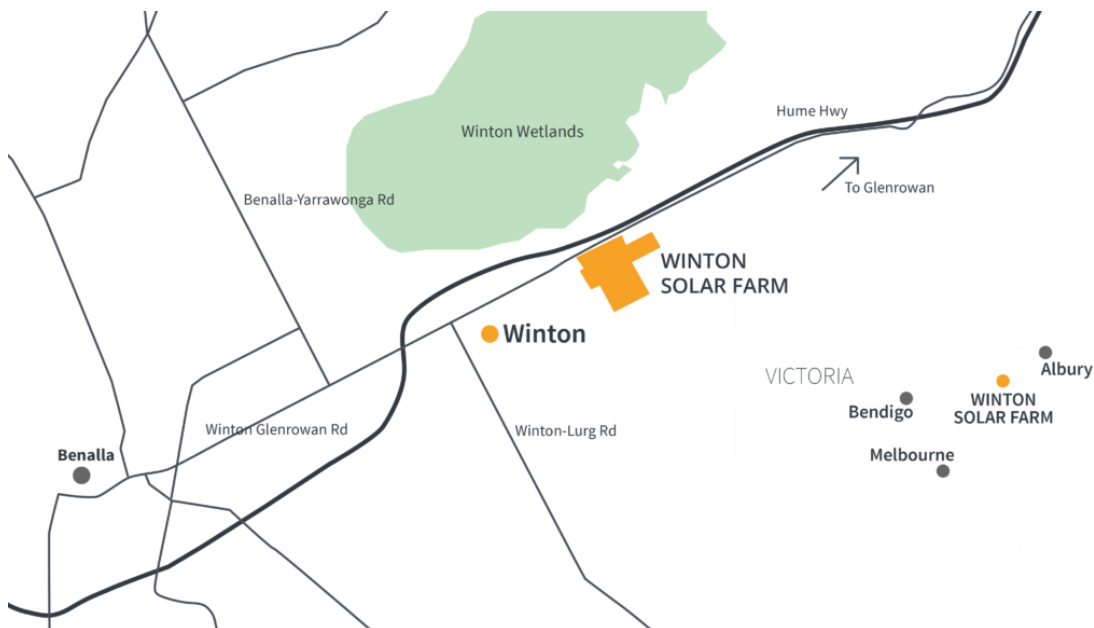 Hume Hwy
Winton Wetlands
To Glenrowan
Benalla-Yarrawonga Rd
WINTON
SOLAR FARM
Winton
Winton Glenrowan Rd
Winton-Lurg Rd
Benalla
VICTORIA
Albury
WINTON
SOLAR FARM
Bendigo
Melbourne